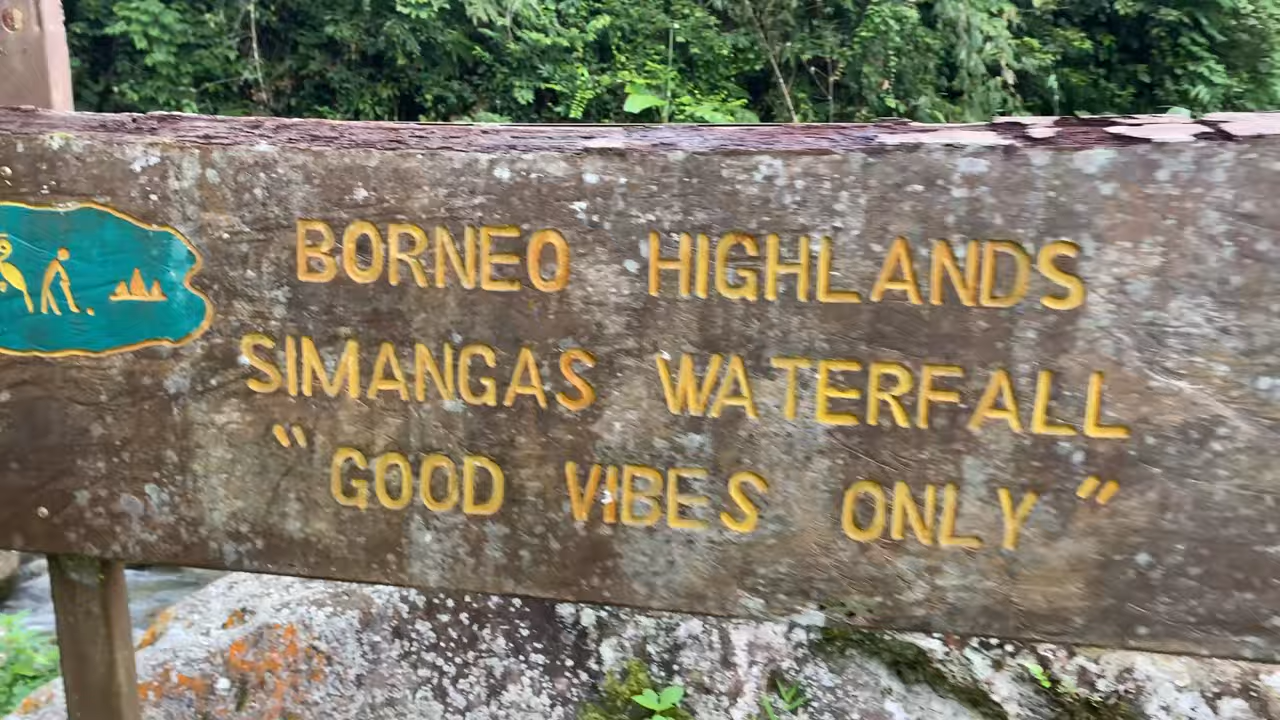 BORNEO HIGHLANDS
SIMANGAS WATERFALL
“GOOD VIBES ONLY”